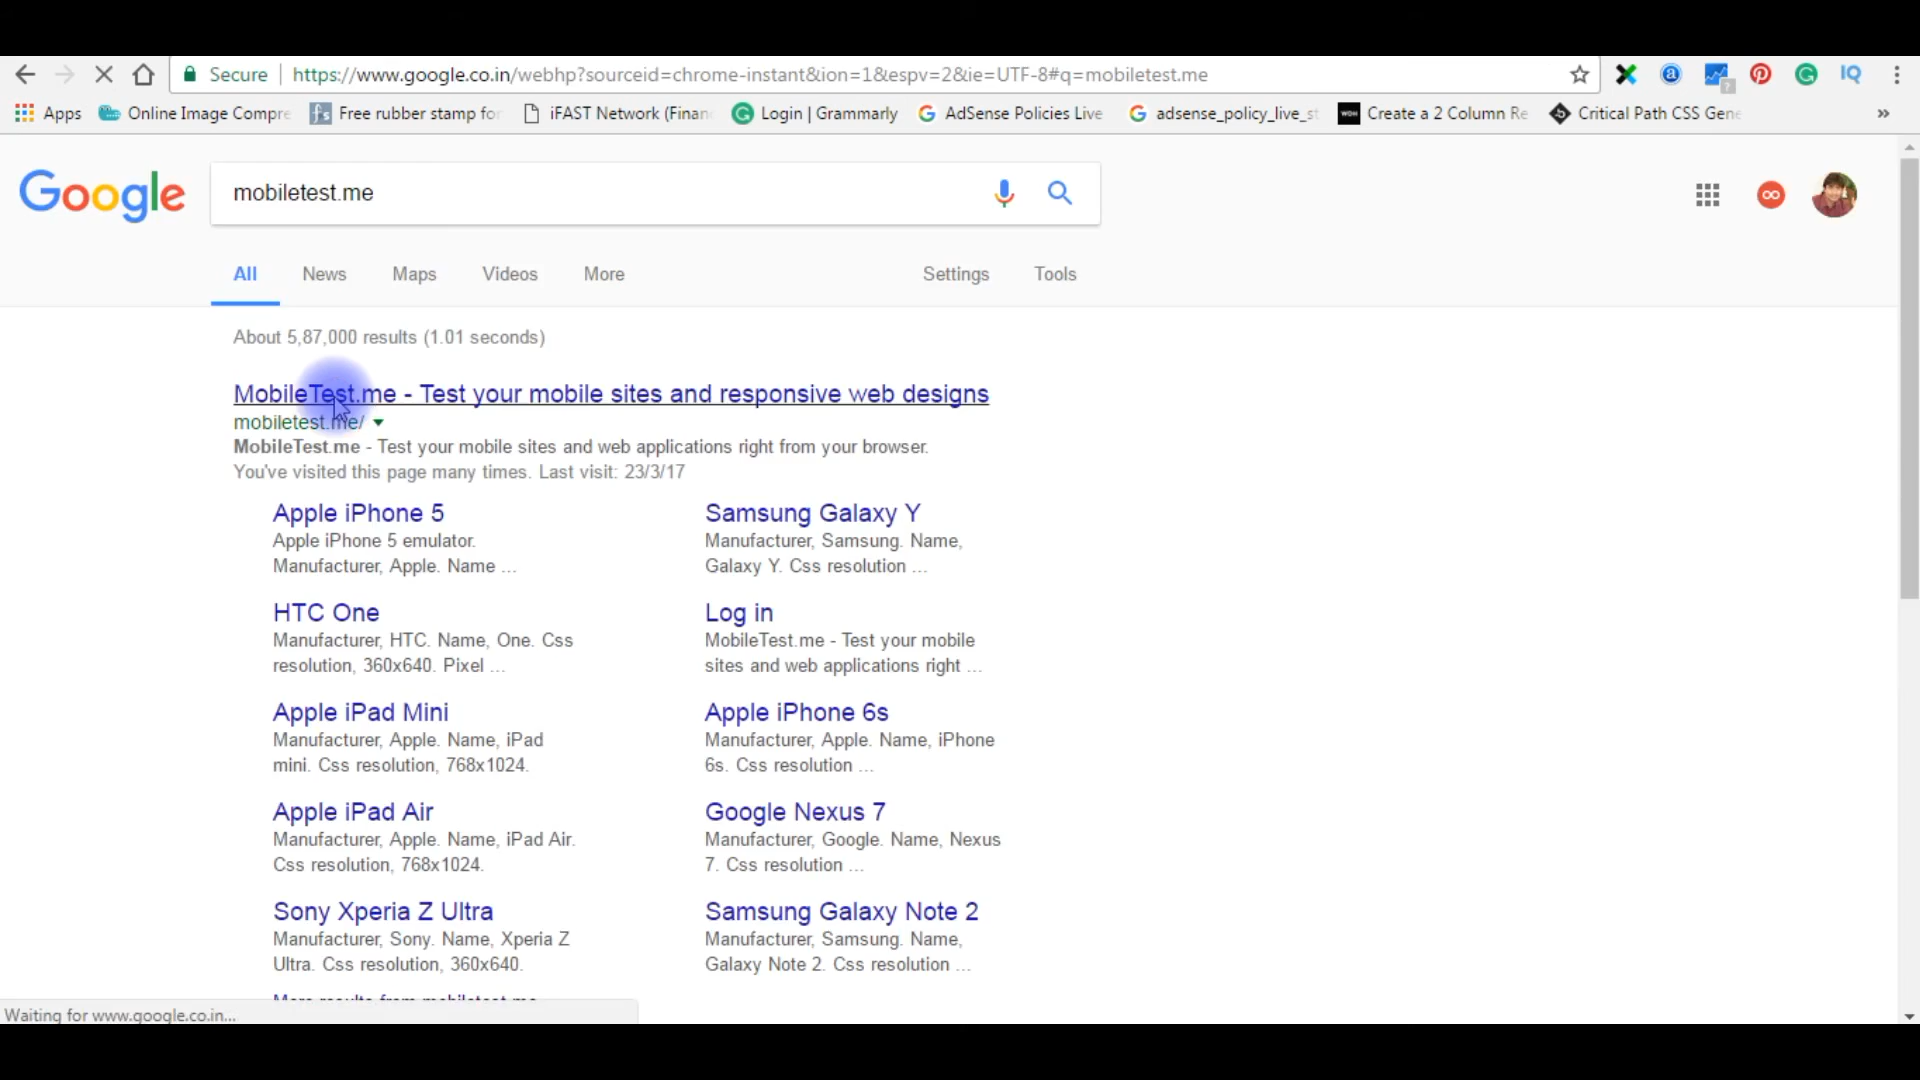 Secure https://www.google.co.in/webhp?sourceid=chrome-instant&ion=1&espv=2&ie=UTF-8#q=mobiletest.me
Apps Online Image Compre Free rubber stamp fo iFAST Network (Finan Login | Grammarly AdSense Policies Live adsense_policy_live_st Create a 2 Column Re Critical Path CSS Gene »
Google mobiletest.me
All News Maps Videos More Settings Tools
About 5,87,000 results (1.01 seconds)
MobileTest.me - Test your mobile sites and responsive web designs
mobiletest.me/
MobileTest.me - Test your mobile sites and web applications right from your browser.
You've visited this page many times. Last visit: 23/3/17
Apple iPhone 5
Apple iPhone 5 emulator.
Manufacturer, Apple. Name ...
Samsung Galaxy Y
Manufacturer, Samsung. Name,
Galaxy Y. Css resolution ...
HTC One
Manufacturer, HTC. Name, One. Css
resolution, 360x640. Pixel ...
Log in
MobileTest.me - Test your mobile
sites and web applications right ...
Apple iPad Mini
Manufacturer, Apple. Name, iPad
mini. Css resolution, 768x1024.
Apple iPhone 6s
Manufacturer, Apple. Name, iPhone
6s. Css resolution ...
Apple iPad Air
Manufacturer, Apple. Name, iPad Air.
Css resolution, 768x1024.
Google Nexus 7
Manufacturer, Google. Name, Nexus
7. Css resolution ...
Sony Xperia Z Ultra
Manufacturer, Sony. Name, Xperia Z
Ultra. Css resolution, 360x640.
Samsung Galaxy Note 2
Manufacturer, Samsung. Name,
Galaxy Note 2. Css resolution ...
More results from mobiletest.me
Waiting for www.google.co.in...